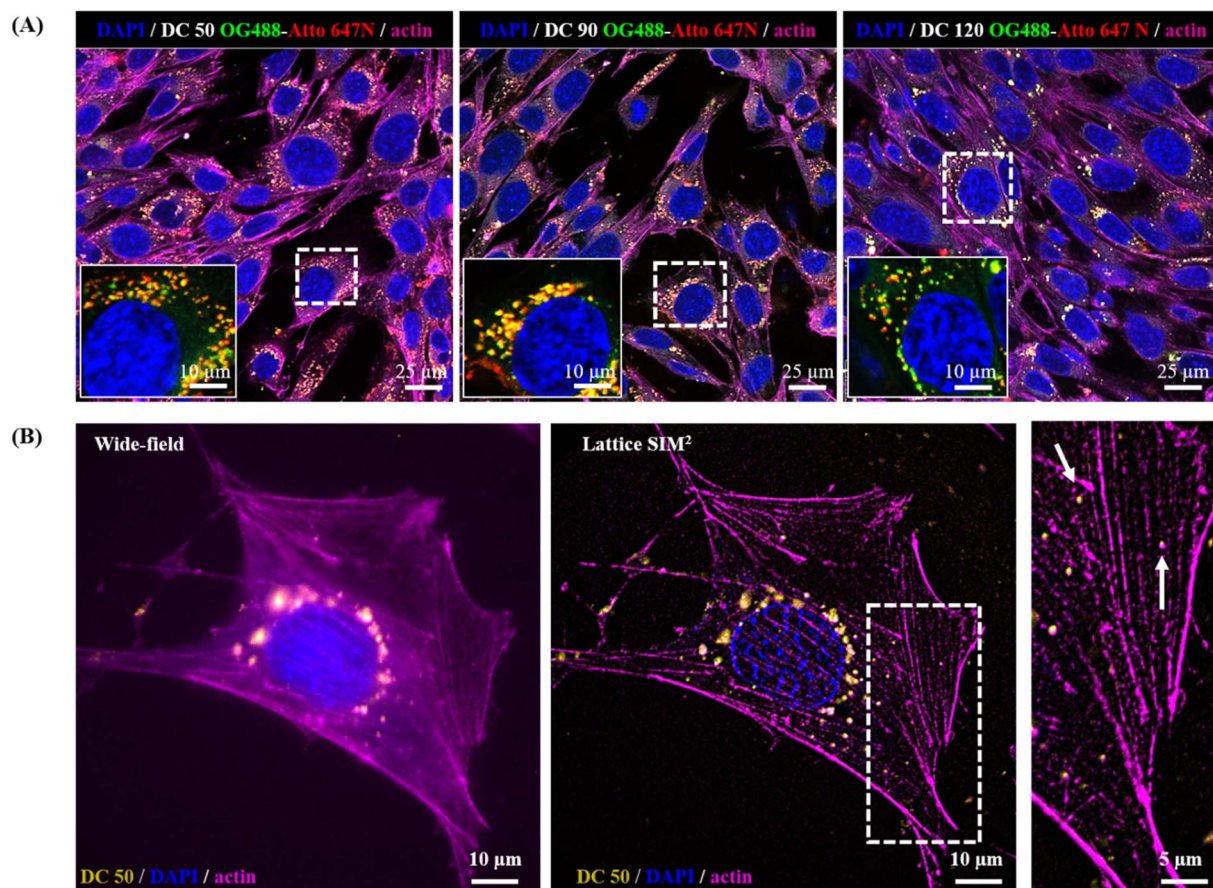 (A)
DAPI / DC 50 OG488-Atto 647N / actin
DAPI / DC 90 OG488-Atto 647N / actin
DAPI / DC 120 OG488-Atto 647 N / actin
10 µm
25 µm
10 µm
25 µm
10 µm
25 µm
(B)
Wide-field
Lattice SIM²
DC 50 / DAPI / actin
10 µm
DC 50 / DAPI / actin
10 µm
5 µm